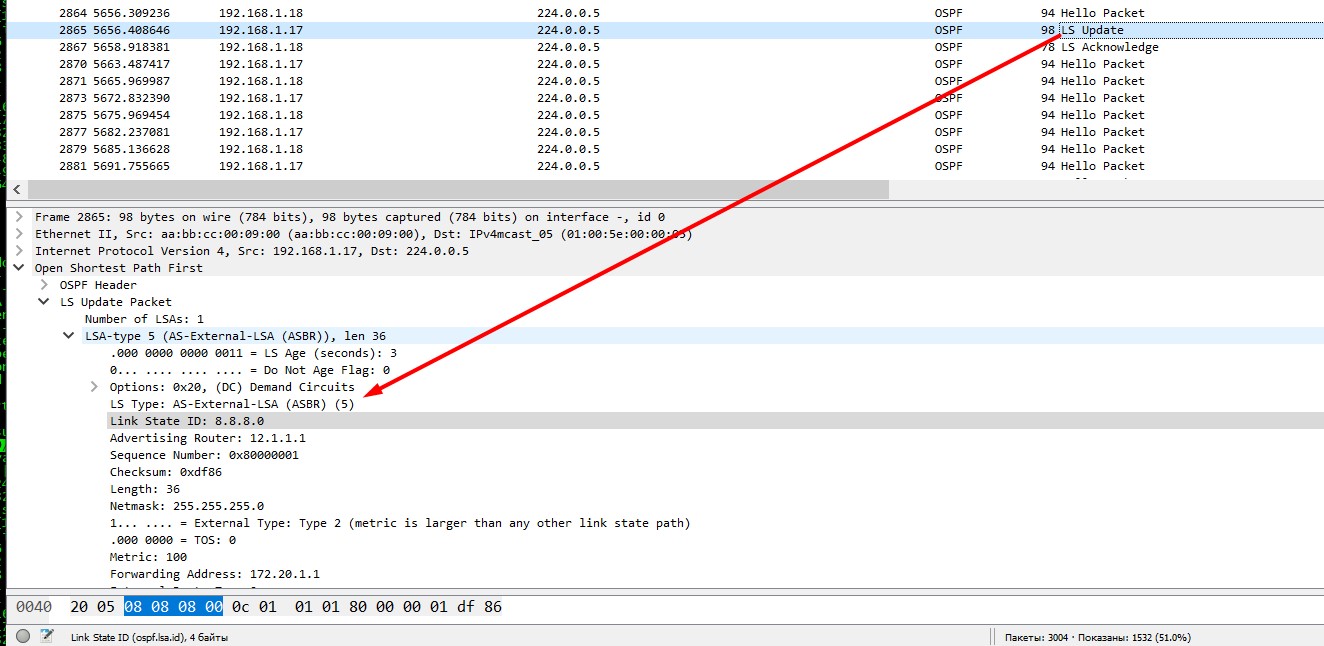 2864 5656.309236 192.168.1.18 224.0.0.5 OSPF 94 Hello Packet
2865 5656.408646 192.168.1.17 224.0.0.5 OSPF 98 LS Update
2867 5658.918381 192.168.1.18 224.0.0.5 OSPF 78 LS Acknowledge
2870 5663.487417 192.168.1.17 224.0.0.5 OSPF 94 Hello Packet
2871 5665.969987 192.168.1.18 224.0.0.5 OSPF 94 Hello Packet
2873 5672.832390 192.168.1.17 224.0.0.5 OSPF 94 Hello Packet
2875 5675.969454 192.168.1.18 224.0.0.5 OSPF 94 Hello Packet
2877 5682.237081 192.168.1.17 224.0.0.5 OSPF 94 Hello Packet
2879 5685.136628 192.168.1.18 224.0.0.5 OSPF 94 Hello Packet
2881 5691.755665 192.168.1.17 224.0.0.5 OSPF 94 Hello Packet
Frame 2865: 98 bytes on wire (784 bits), 98 bytes captured (784 bits) on interface -, id 0
Ethernet II, Src: aa:bb:cc:00:09:00 (aa:bb:cc:00:09:00), Dst: IPv4mcast_05 (01:00:5e:00:00:05)
Internet Protocol Version 4, Src: 192.168.1.17, Dst: 224.0.0.5
Open Shortest Path First
OSPF Header
LS Update Packet
Number of LSAs: 1
LSA-type 5 (AS-External-LSA (ASBR)), len 36
.000 0000 0000 0011 = LS Age (seconds): 3
0... .... .... .... = Do Not Age Flag: 0
Options: 0x20, (DC) Demand Circuits
LS Type: AS-External-LSA (ASBR) (5)
Link State ID: 8.8.8.0
Advertising Router: 12.1.1.1
Sequence Number: 0x80000001
Checksum: 0xdf86
Length: 36
Netmask: 255.255.255.0
1... .... = External Type: Type 2 (metric is larger than any other link state path)
.000 0000 = TOS: 0
Metric: 100
Forwarding Address: 172.20.1.1
0040 20 05 08 08 08 00 0c 01 01 01 80 00 00 01 df 86
Link State ID (ospf.lsa.id), 4 байты Пакеты: 3004 · Показаны: 1532 (51.0%)